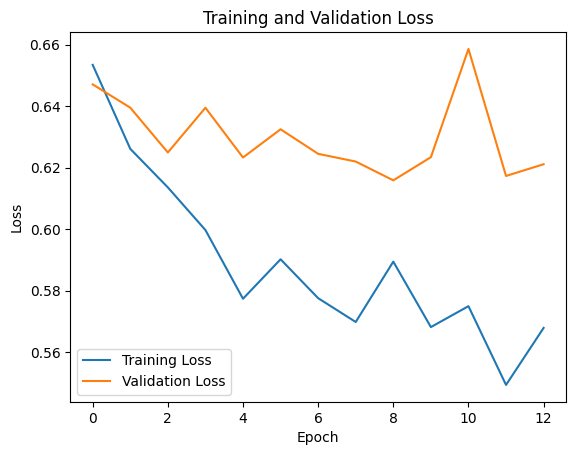 Training and Validation Loss
Loss
0.66
0.64
0.62
0.60
0.58
0.56
Training Loss
Validation Loss
0 2 4 6 8 10 12
Epoch